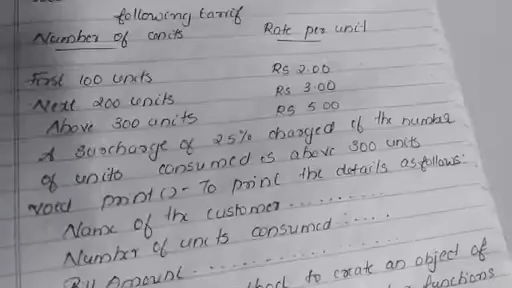 following tarrif
Number of units Rate per unit
First 100 units Rs 2.00
Next 200 units Rs 3.00
Above 300 units Rs 5.00
A Surcharge of 25% charged if the number
of units consumed is above 300 units
void print()- To print the details as follows:
Name of the customer..........
Number of units consumed:....
Bill Amount................
to create an object of
functions